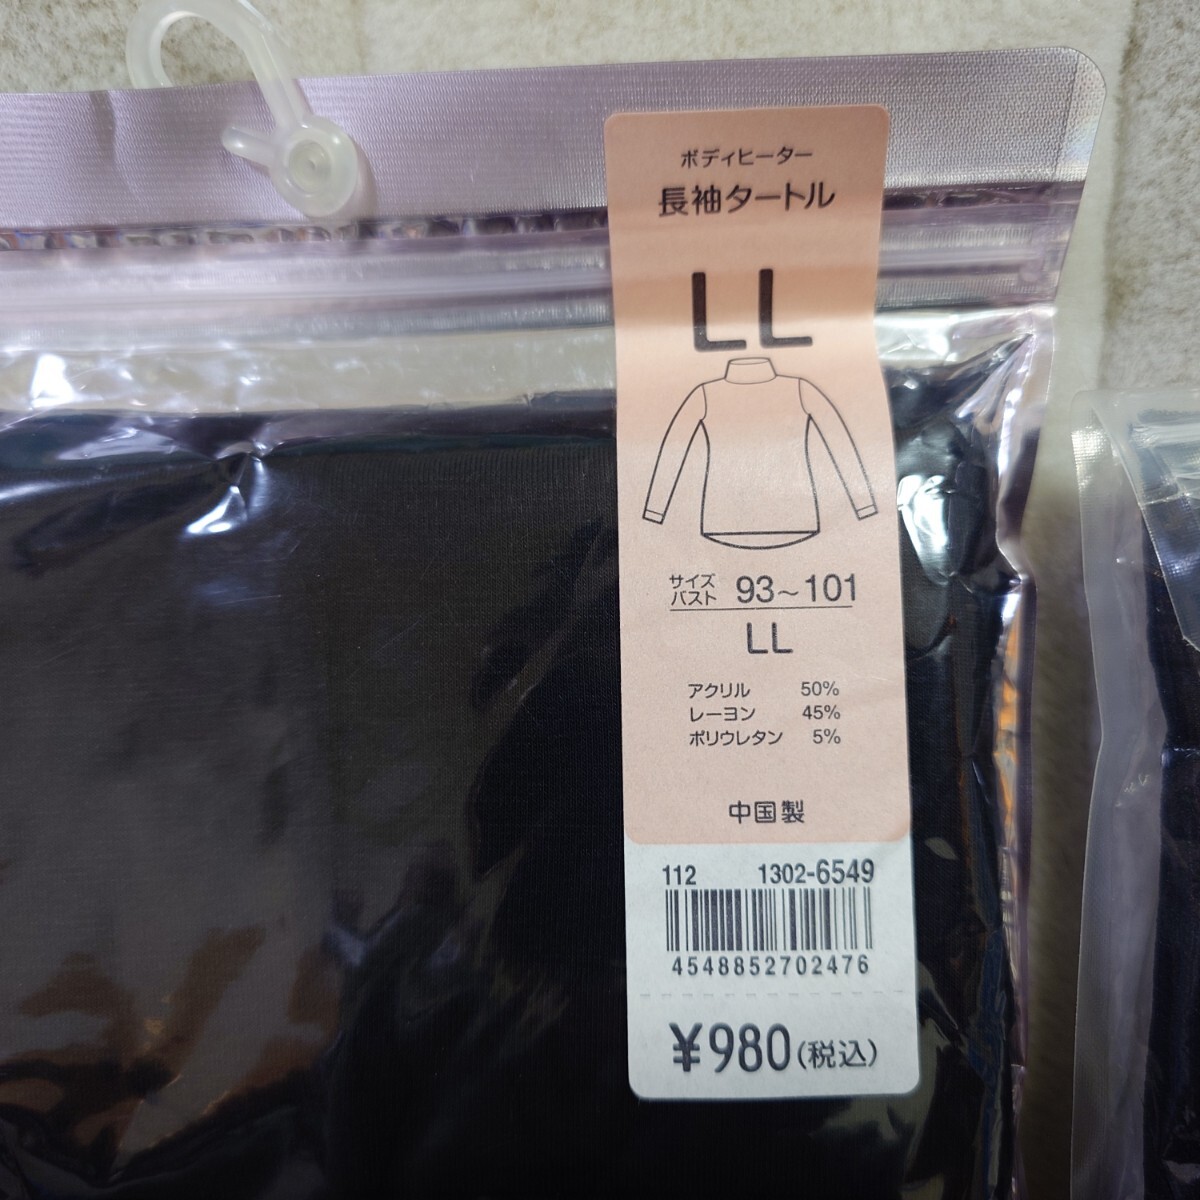 ボディヒーター
長袖タートル
LL
サイズ
バスト 93～101
LL
アクリル 50%
レーヨン 45%
ポリウレタン 5%
中国製
112 1302-6549
4548852702476
¥980(税込)